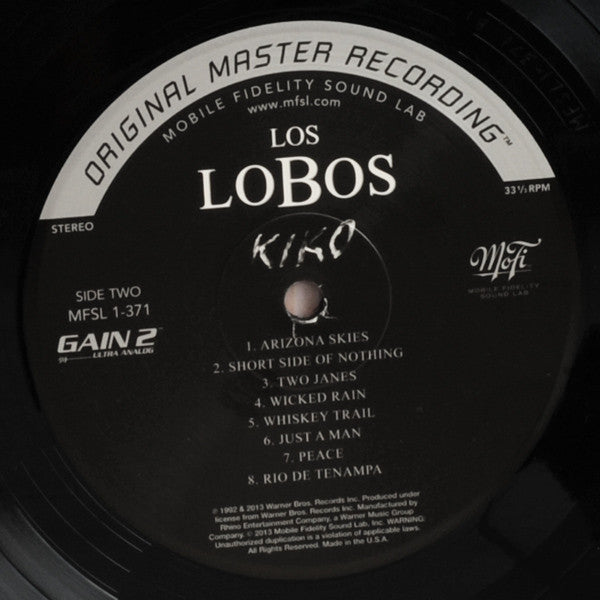 ORIGINAL MASTER RECORDING™
MOBILE FIDELITY SOUND LAB
www.mfsl.com
LOS
LOBOS
STEREO
33 1/3 RPM
KIKO
MoFi
MOBILE FIDELITY
SOUND LAB
SIDE TWO
MFSL 1-371
GAIN 2™
ULTRA ANALOG
1. ARIZONA SKIES
2. SHORT SIDE OF NOTHING
3. TWO JANES
4. WICKED RAIN
5. WHISKEY TRAIL
6. JUST A MAN
7. PEACE
8. RIO DE TENAMPA
℗ 1992 & 2013 Warner Bros. Records Inc. Produced under
license from Warner Bros. Records Inc. Manufactured by
Rhino Entertainment Company, a Warner Music Group
Company. © 2013 Mobile Fidelity Sound Lab, Inc. WARNING:
Unauthorized duplication is a violation of applicable laws.
All Rights Reserved. Made in the U.S.A.